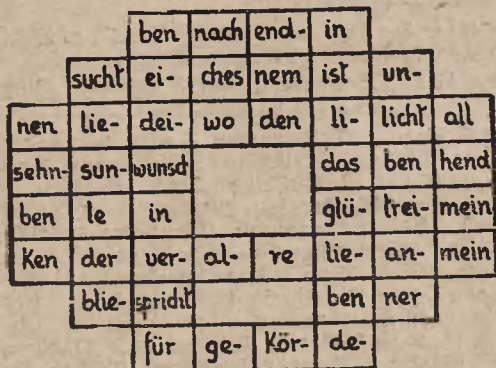 ben nach end- in
sucht ei- ches nem ist un-
nen lie- dei- wo den li- licht all
sehn- sun- wunsch das ben hend
ben le in glü- trei- mein
ken der ver- al- re lie- an- mein
blie- spricht ben ner
für ge- kör- de-